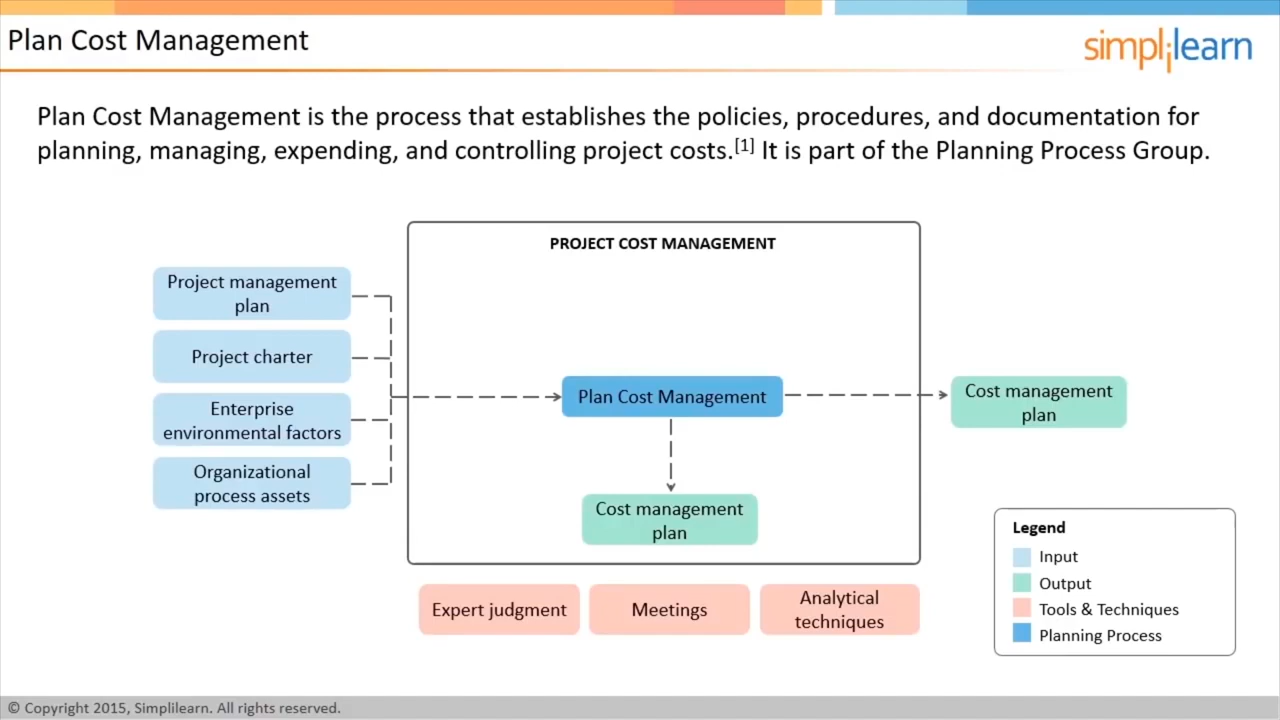 Plan Cost Management
simplilearn
Plan Cost Management is the process that establishes the policies, procedures, and documentation for
planning, managing, expending, and controlling project costs.[1] It is part of the Planning Process Group.
PROJECT COST MANAGEMENT
Project management
plan
Project charter
Enterprise
environmental factors
Organizational
process assets
Plan Cost Management
Cost management
plan
Cost management
plan
Expert judgment
Meetings
Analytical
techniques
Legend
Input
Output
Tools & Techniques
Planning Process
© Copyright 2015, Simplilearn. All rights reserved.